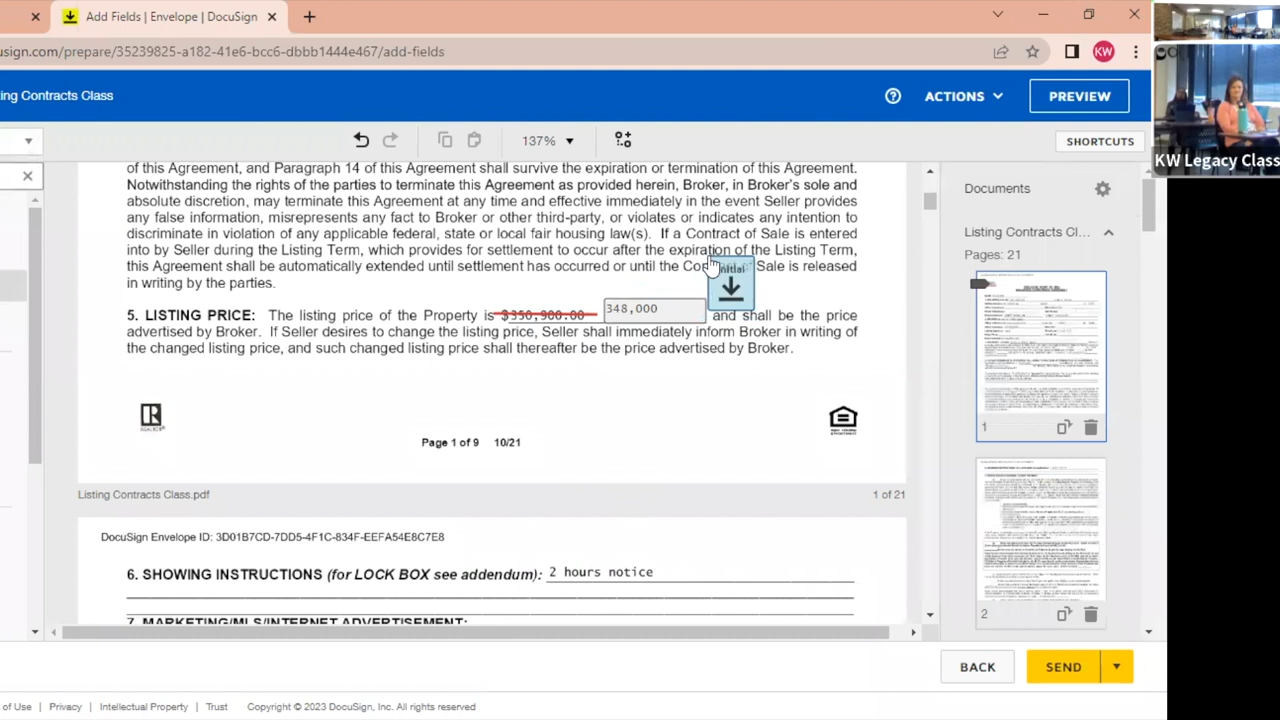 Add Fields | Envelope | DocuSign
usign.com/prepare/35239825-a182-41e6-bcc6-dbbb1444e467/add-fields
KW
ing Contracts Class
ACTIONS
PREVIEW
137%
SHORTCUTS
KW Legacy Class
of this Agreement, and Paragraph 14 of this Agreement shall survive the expiration or termination of this Agreement.
Notwithstanding the rights of the parties to terminate this Agreement as provided herein, Broker, in Broker's sole and
absolute discretion, may terminate this Agreement at any time and effective immediately in the event Seller provides
any false information, misrepresents any fact to Broker or other third-party, or violates or indicates any intention to
discriminate in violation of any applicable federal, state or local fair housing law(s). If a Contract of Sale is entered
into by Seller during the Listing Term, which provides for settlement to occur after the expiration of the Listing Term,
this Agreement shall be automatically extended until settlement has occurred or until the Sale is released
in writing by the parties.
Initial
5. LISTING PRICE: The listing price of the Property is 348,000 and shall be the price
advertised by Broker. If Seller desires to change the listing price, Seller shall immediately inform Broker in writing of
the changed listing price, and such changed listing price shall thereafter be the price advertised by Broker.
Page 1 of 9 10/21
Listing Contracts Class.pdf
1 of 21
DocuSign Envelope ID:
6. SHOWING INSTRUCTIONS BOX see addendum): 2 hours notice
7. MARKETING/MLS/INTERNET ADVERTISEMENT:
Documents
Listing Contracts Cl...
Pages: 21
1
2
BACK
SEND
of Use | Privacy | Intellectual Property | Trust Copyright © 2023 DocuSign, Inc. All rights reserved